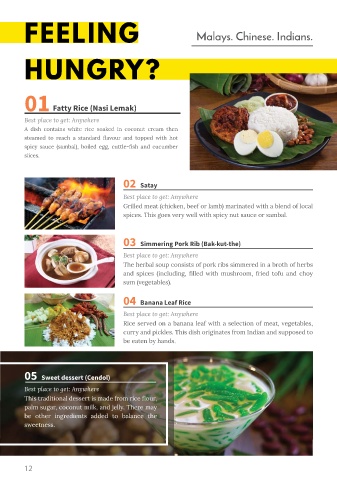 FEELING
HUNGRY?
Malays. Chinese. Indians.
01 Fatty Rice (Nasi Lemak)
Best place to get: Anywhere
A dish contains white rice soaked in coconut cream then
steamed to reach a standard flavour and topped with hot
spicy sauce (sambal), boiled egg, cuttle-fish and cucumber
slices.
02 Satay
Best place to get: Anywhere
Grilled meat (chicken, beef or lamb) marinated with a blend of local
spices. This goes very well with spicy nut sauce or sambal.
03 Simmering Pork Rib (Bak-kut-the)
Best place to get: Anywhere
The herbal soup consists of pork ribs simmered in a broth of herbs
and spices (including, filled with mushroom, fried tofu and choy
sum (vegetables).
04 Banana Leaf Rice
Best place to get: Anywhere
Rice served on a banana leaf with a selection of meat, vegetables,
curry and pickles. This dish originates from Indian and supposed to
be eaten by hands.
05 Sweet dessert (Cendol)
Best place to get: Anywhere
This traditional dessert is made from rice flour,
palm sugar, coconut milk, and jelly. There may
be other ingredients added to balance the
sweetness.
12